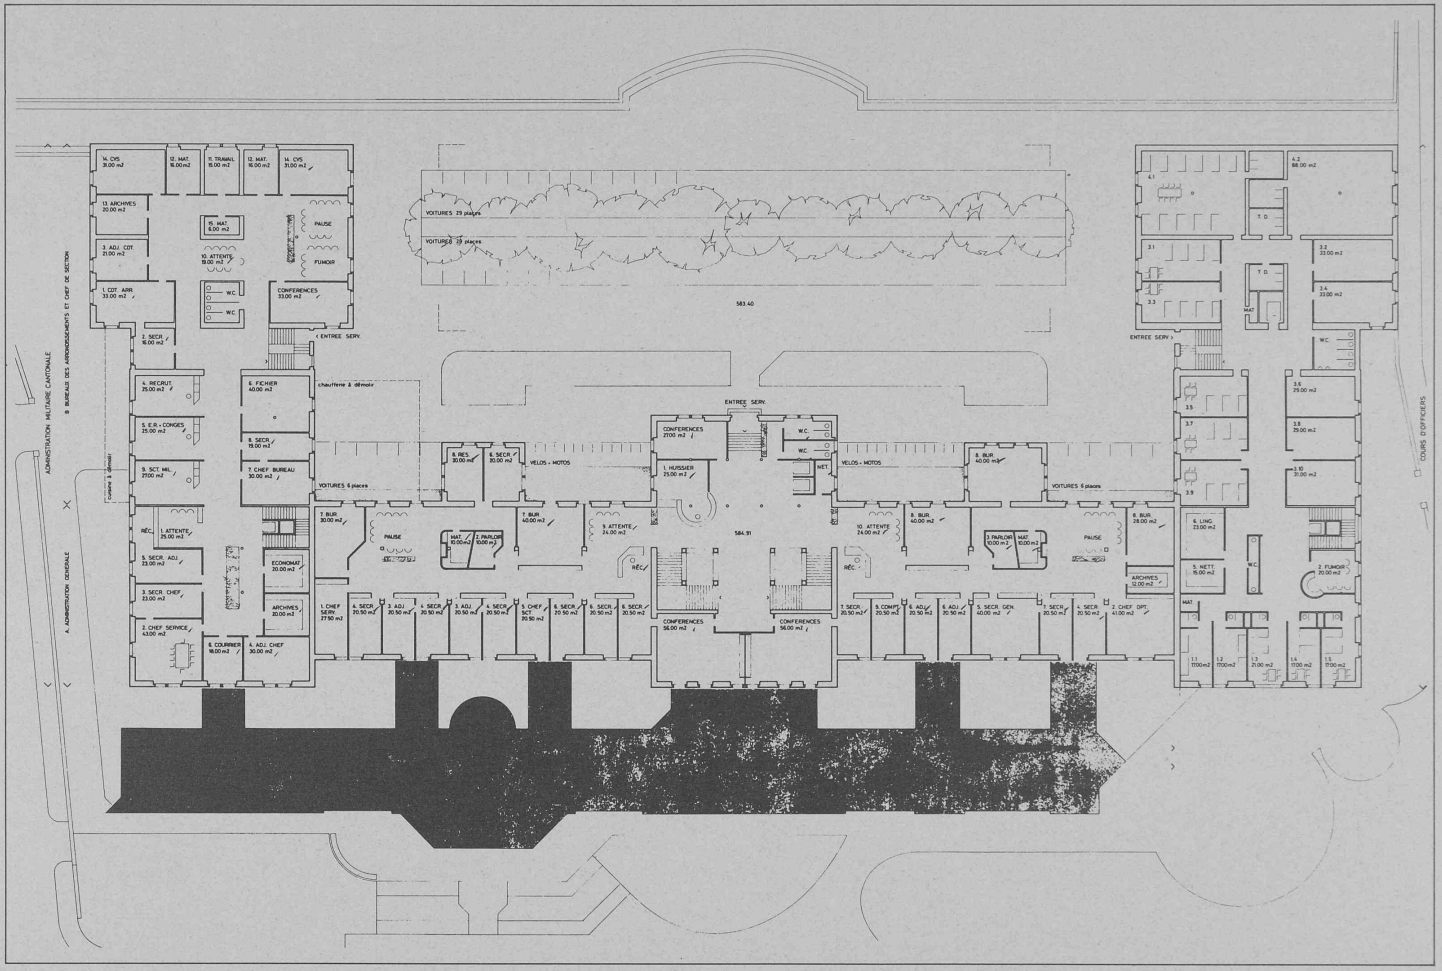 14. CVS
31.00 m2
12. MAT.
16.00 m2
11. TRAVAIL
15.00 m2
12. MAT.
16.00 m2
14. CVS
31.00 m2
13. ARCHIVES
20.00 m2
15. MAT.
6.00 m2
PAUSE
3. ADJ. CDT.
21.00 m2
10. ATTENTE
19.00 m2
FUMOIR
1. CDT. ARR.
33.00 m2
W.C.
W.C.
CONFERENCES
33.00 m2
2. SECR.
16.00 m2
ENTREE SERV.
4. RECRUT.
25.00 m2
6. FICHIER
40.00 m2
chaufferie à démolir
5. E.R.-CONGES
25.00 m2
8. SECR.
19.00 m2
9. SCT. MIL.
27.00 m2
7. CHEF BUREAU
30.00 m2
cuisine à démolir
RÉC.
1. ATTENTE
25.00 m2
5. SECR. ADJ.
23.00 m2
ECONOMAT
20.00 m2
3. SECR. CHEF
23.00 m2
ARCHIVES
20.00 m2
2. CHEF SERVICE
43.00 m2
6. COURRIER
18.00 m2
4. ADJ. CHEF
30.00 m2
ADMINISTRATION MILITAIRE CANTONALE
B BUREAUX DES ARRONDISSEMENTS ET CHEF DE SECTION
A. ADMINISTRATION GENERALE
VOITURES 29 places
VOITURES 29 places
583.40
VOITURES 6 places
8. RES.
30.00 m2
6. SECR.
20.00 m2
VELOS - MOTOS
7. BUR.
30.00 m2
PAUSE
MAT.
10.00 m2
2. PARLOIR
10.00 m2
7. BUR.
40.00 m2
9. ATTENTE
24.00 m2
RÉC.
1. CHEF
SERV.
27.50 m2
4. SECR.
20.50 m2
3. ADJ.
20.50 m2
4. SECR.
20.50 m2
3. ADJ.
20.50 m2
4. SECR.
20.50 m2
5. CHEF
SCT.
20.50 m2
6. SECR.
20.50 m2
6. SECR.
20.50 m2
6. SECR.
20.50 m2
ENTREE SERV.
CONFERENCES
27.00 m2
W.C.
W.C.
1. HUISSIER
25.00 m2
NET.
584.91
CONFERENCES
56.00 m2
CONFERENCES
56.00 m2
VELOS - MOTOS
8. BUR.
40.00 m2
VOITURES 6 places
10. ATTENTE
24.00 m2
8. BUR.
40.00 m2
3. PARLOIR
10.00 m2
MAT.
10.00 m2
PAUSE
8. BUR.
28.00 m2
RÉC.
ARCHIVES
12.00 m2
7. SECR.
20.50 m2
9. COMPT.
20.50 m2
6. ADJ.
20.50 m2
6. ADJ.
20.50 m2
5. SECR. GEN.
40.00 m2
7. SECR.
20.50 m2
4. SECR.
20.50 m2
2. CHEF DPT.
41.00 m2
4.1
4.2
88.00 m2
T.D.
3.1
3.2
33.00 m2
T.D.
3.3
3.4
33.00 m2
MAT.
ENTREE SERV.
W.C.
3.5
3.6
29.00 m2
3.7
3.8
29.00 m2
3.9
3.10
31.00 m2
6. LING.
23.00 m2
5. NETT.
15.00 m2
W.C.
2. FUMOIR
20.00 m2
MAT.
1.1
17.00 m2
1.2
17.00 m2
1.3
21.00 m2
1.4
17.00 m2
1.5
17.00 m2
COURS D'OFFICIERS